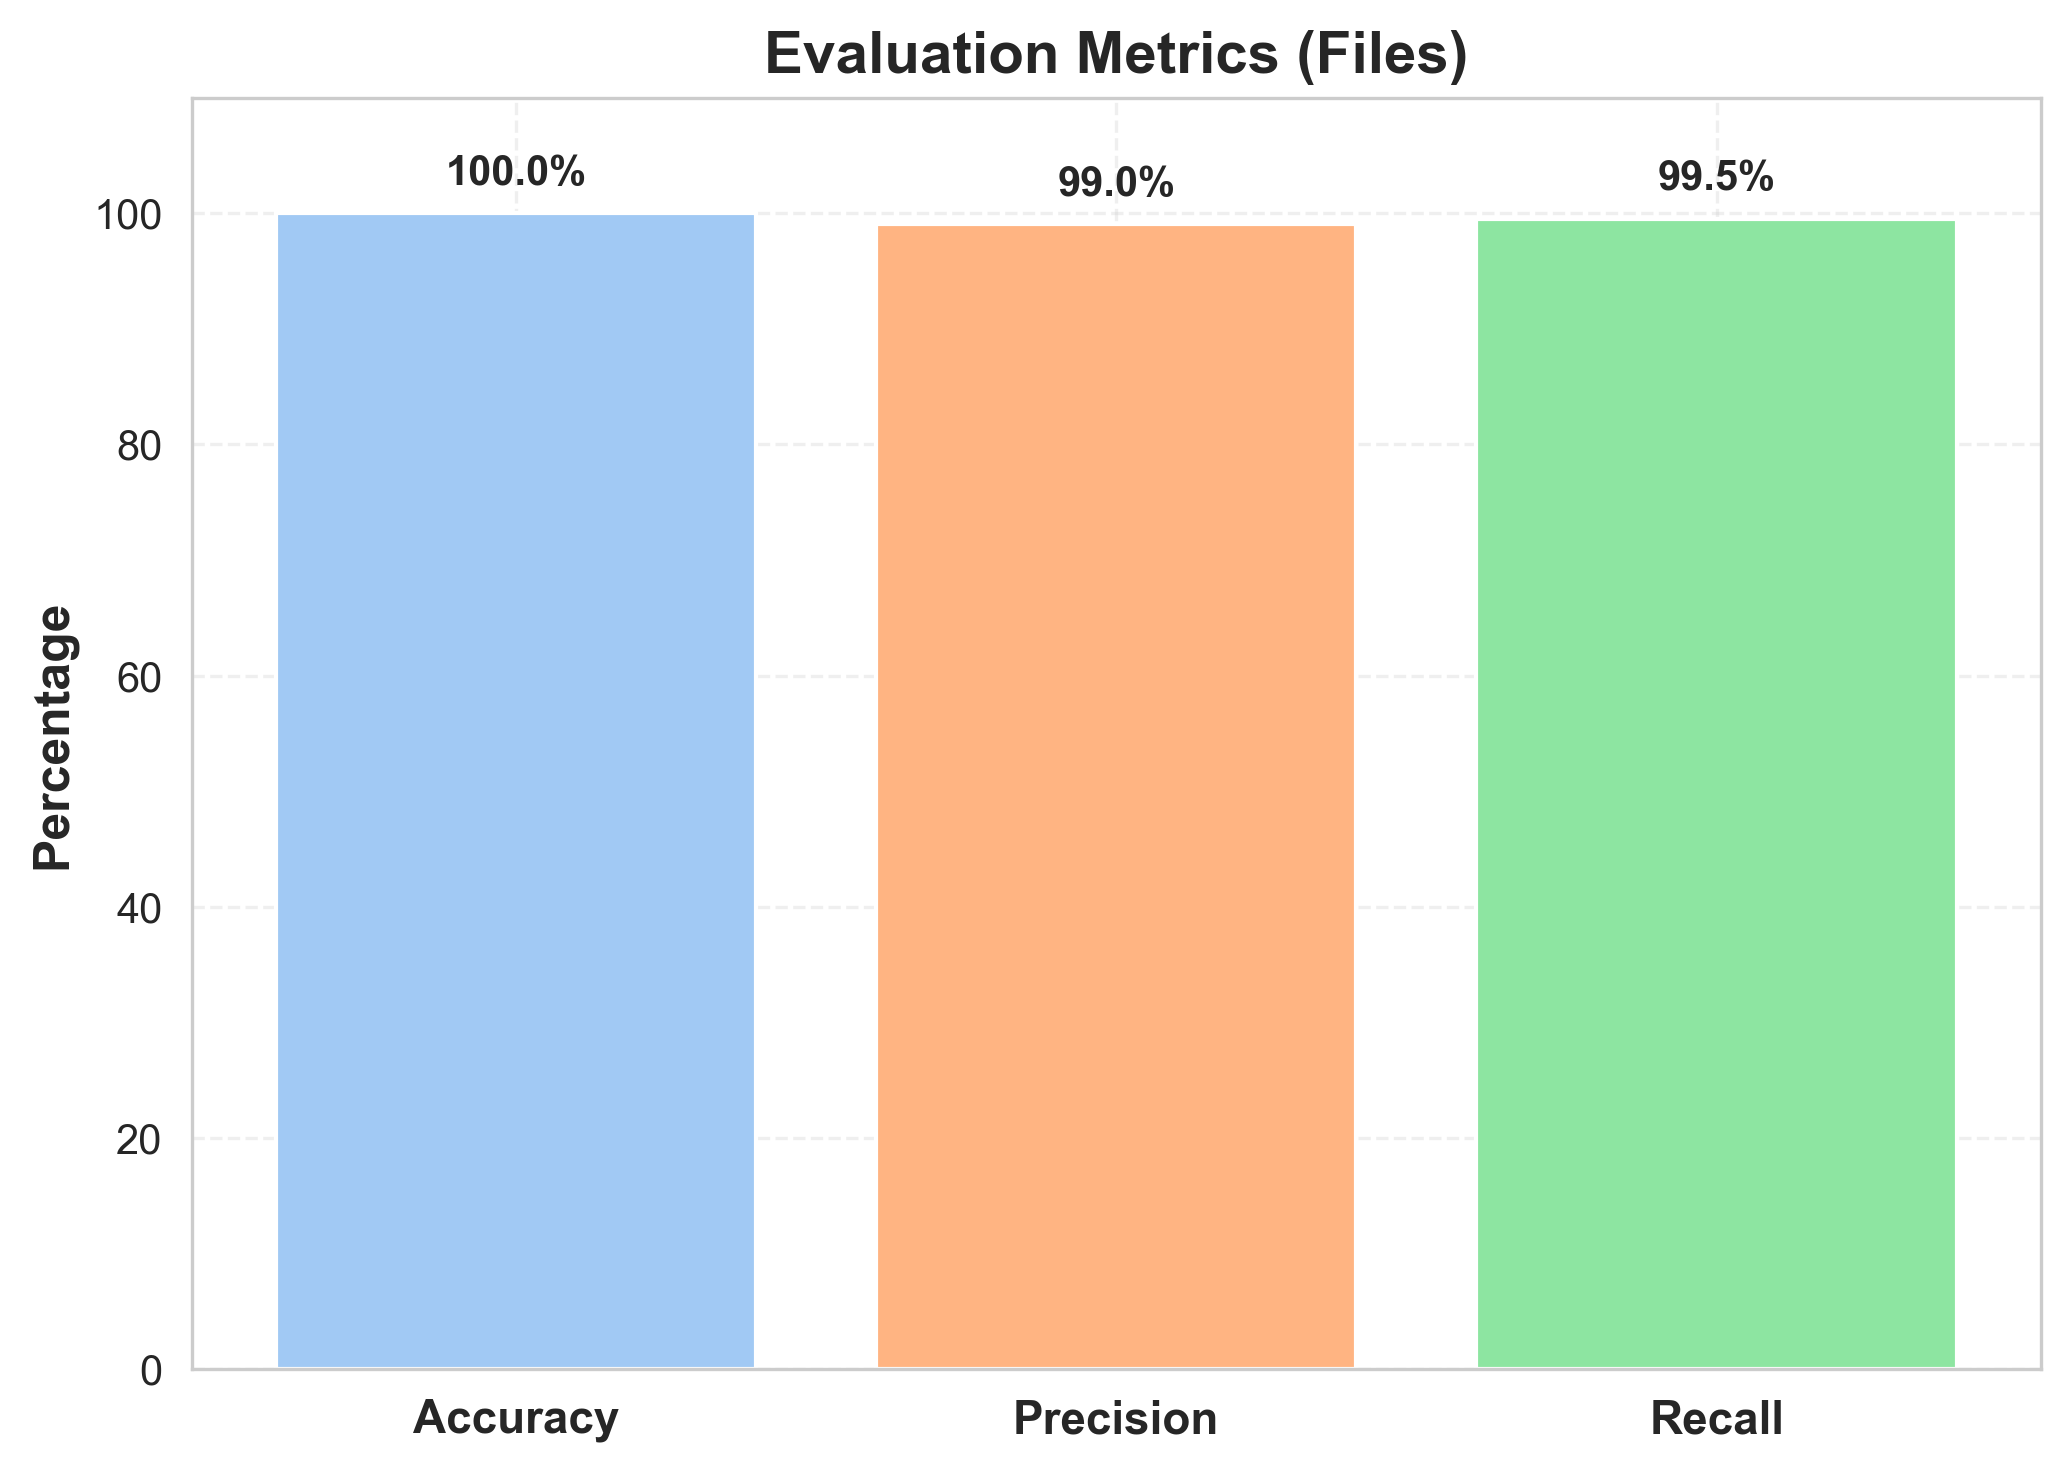 Evaluation Metrics (Files)
100.0%
99.0%
99.5%
100
80
60
40
20
0
Percentage
Accuracy
Precision
Recall